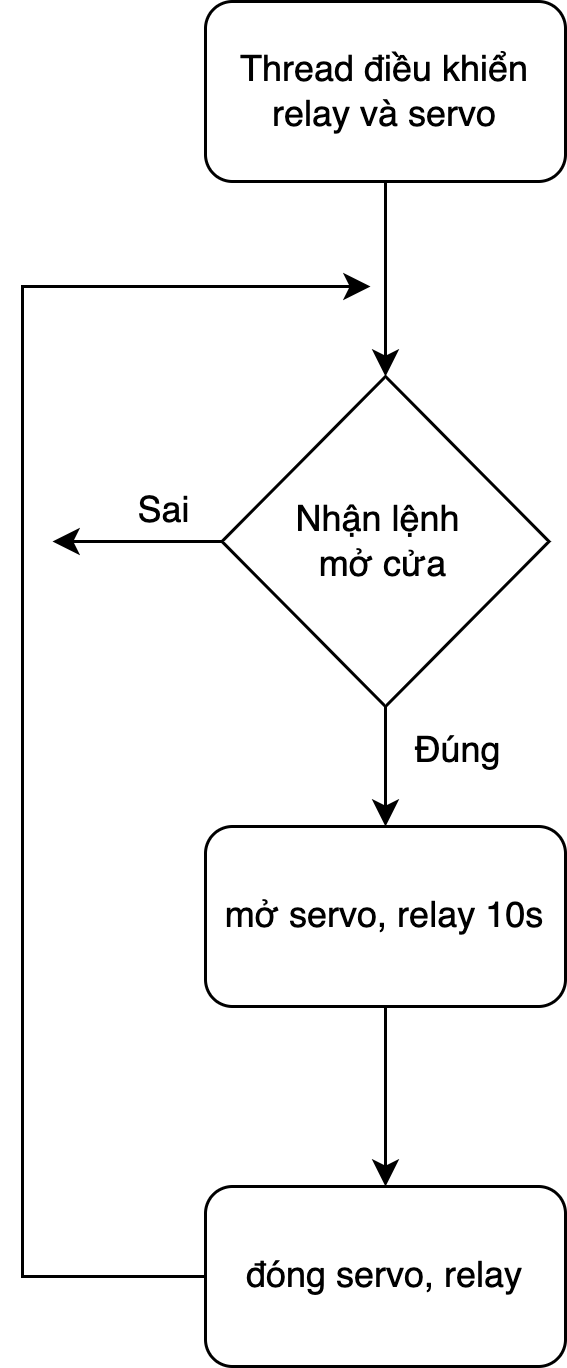 Thread điều khiển
relay và servo
Sai
Nhận lệnh
mở cửa
Đúng
mở servo, relay 10s
đóng servo, relay